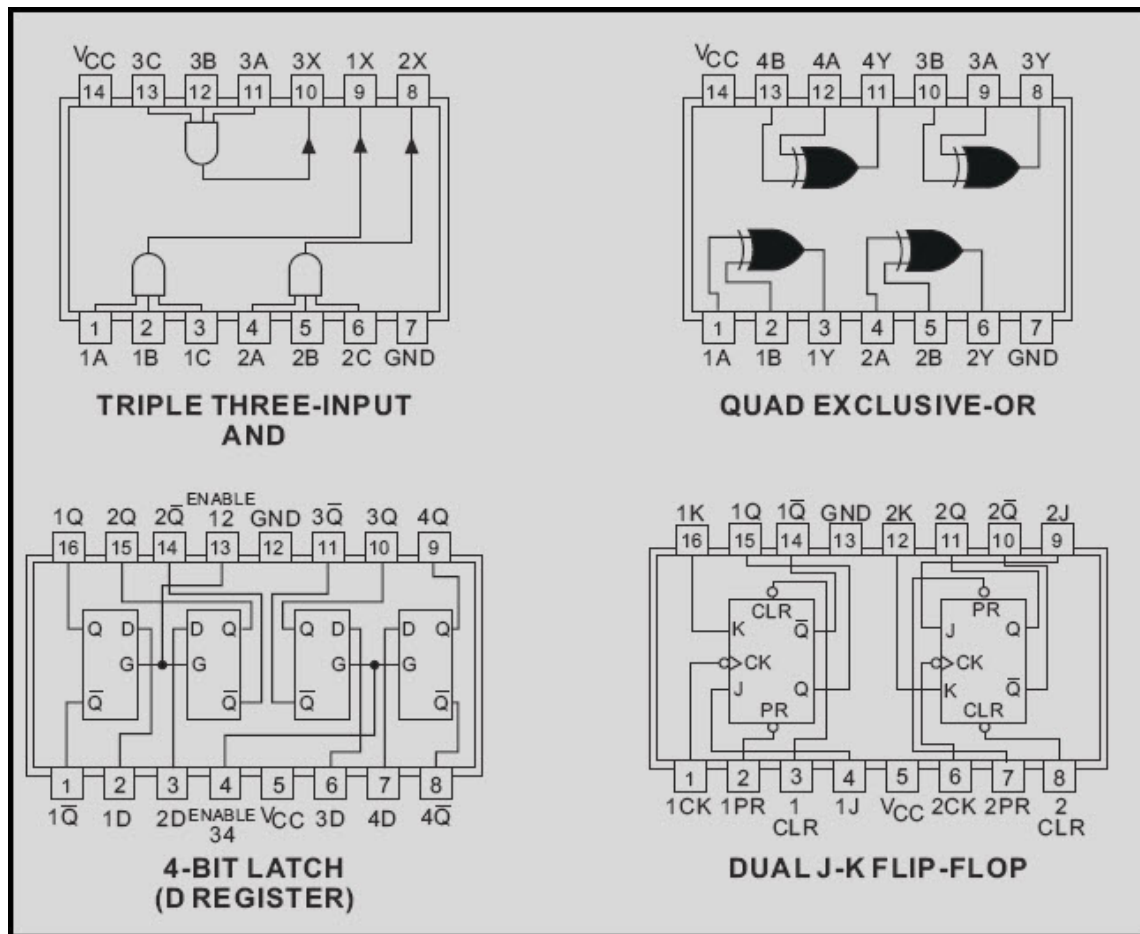 VCC 3C 3B 3A 3X 1X 2X
14 13 12 11 10 9 8
1 2 3 4 5 6 7
1A 1B 1C 2A 2B 2C GND
TRIPLE THREE-INPUT
AND
VCC 4B 4A 4Y 3B 3A 3Y
14 13 12 11 10 9 8
1 2 3 4 5 6 7
1A 1B 1Y 2A 2B 2Y GND
QUAD EXCLUSIVE-OR
ENABLE
1Q 2Q 2Q̅ 12 GND 3Q̅ 3Q 4Q
16 15 14 13 12 11 10 9
Q D D Q Q D D Q
G G G G
Q̅ Q̅ Q̅ Q̅
1 2 3 4 5 6 7 8
1Q̅ 1D 2D ENABLE VCC 3D 4D 4Q̅
34
4-BIT LATCH
(D REGISTER)
1K 1Q 1Q̅ GND 2K 2Q 2Q̅ 2J
16 15 14 13 12 11 10 9
CLR PR
K Q̅ J Q
CK CK
J Q K Q̅
PR CLR
1 2 3 4 5 6 7 8
1CK 1PR 1 1J VCC 2CK 2PR 2
CLR CLR
DUAL J-K FLIP-FLOP